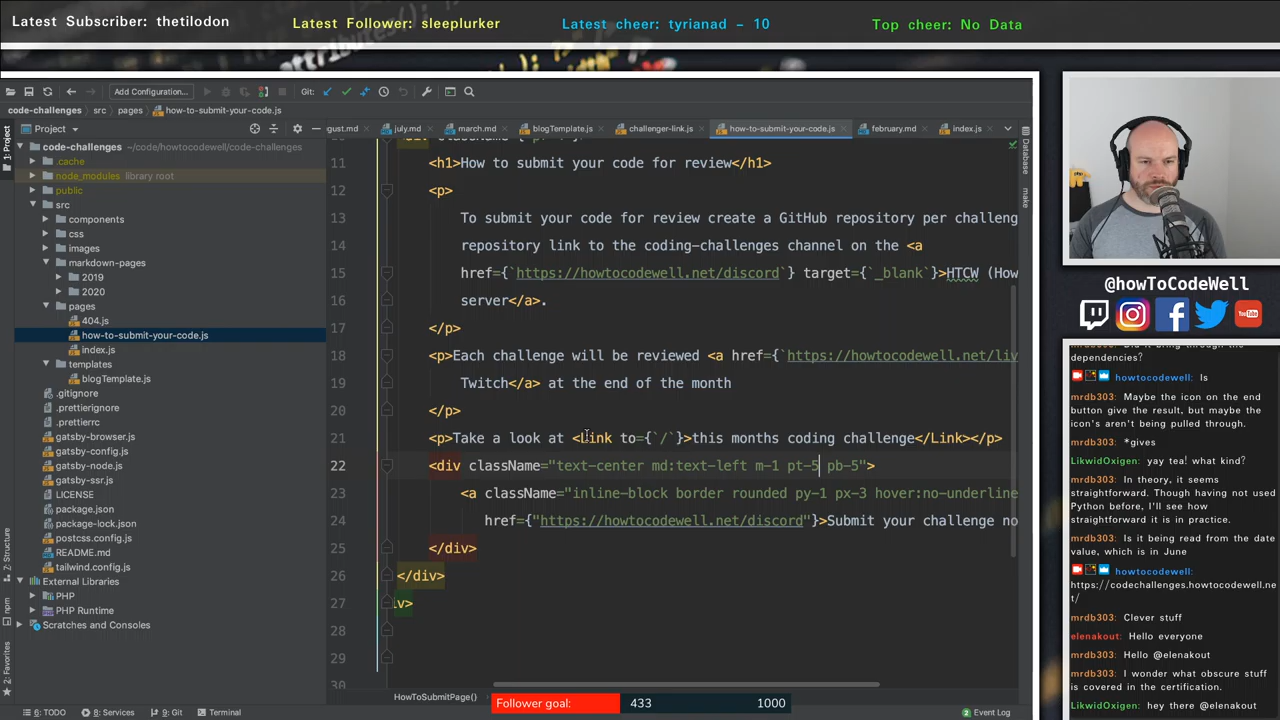 Latest Subscriber: thetilodon
Latest Follower: sleeplurker
Latest cheer: tyrianad - 10
Top cheer: No Data
Add Configuration...
Git:
code-challenges
src
pages
how-to-submit-your-code.js
Project
gust.md
july.md
march.md
blogTemplate.js
challenger-link.js
how-to-submit-your-code.js
february.md
index.js
1: Project
code-challenges ~/code/howtocodewell/code-challenges
.cache
node_modules library root
public
src
components
css
images
markdown-pages
2019
2020
pages
404.js
how-to-submit-your-code.js
index.js
templates
blogTemplate.js
.gitignore
.prettierignore
.prettierrc
gatsby-browser.js
gatsby-config.js
gatsby-node.js
gatsby-ssr.js
LICENSE
package.json
package-lock.json
postcss.config.js
README.md
tailwind.config.js
External Libraries
PHP
PHP Runtime
Scratches and Consoles
7: Structure
npm
2: Favorites
11 <h1>How to submit your code for review</h1>
12 <p>
13 To submit your code for review create a GitHub repository per challeng
14 repository link to the coding-challenges channel on the <a
15 href={`https://howtocodewell.net/discord`} target={`_blank`}>HTCW (How
16 server</a>.
17 </p>
18 <p>Each challenge will be reviewed <a href={`https://howtocodewell.net/liv
19 Twitch</a> at the end of the month
20 </p>
21 <p>Take a look at <Link to={`/`}>this months coding challenge</Link></p>
22 <div className="text-center md:text-left m-1 pt-5 pb-5">
23 <a className="inline-block border rounded py-1 px-3 hover:no-underline
24 href={"https://howtocodewell.net/discord"}>Submit your challenge no
25 </div>
26 </div>
27 iv>
28
29
30
HowToSubmitPage()
Database
make
6: TODO
8: Services
9: Git
Terminal
2 Event Log
Follower goal: 433 1000
@howToCodeWell
You Tube
dependencies?
howtocodewell: Is
mrdb303: Maybe the icon on the end
button give the result, but maybe the
icon's aren't being pulled through.
mrdb303: *gives
LikwidOxigen: yay tea! what kind?
mrdb303: In theory, it seems
straightforward. Though having not used
Python before, I'll see how
straightforward it is in practice.
mrdb303: Is it being read from the date
value, which is in June
howtocodewell:
https://codechallenges.howtocodewell.ne
t/
mrdb303: Clever stuff
elenakout: Hello everyone
mrdb303: Hello @elenakout
mrdb303: I wonder what obscure stuff
is covered in the certification.
LikwidOxigen: hey there @elenakout